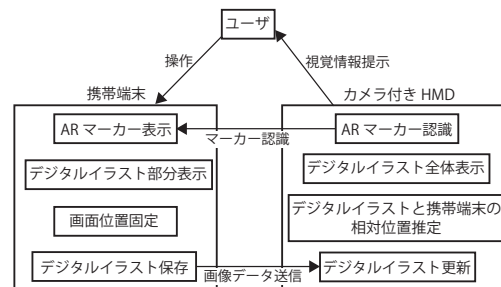 ユーザ
操作
視覚情報提示
携帯端末
カメラ付き HMD
AR マーカー表示
マーカー認識
AR マーカー認識
デジタルイラスト部分表示
デジタルイラスト全体表示
画面位置固定
デジタルイラストと携帯端末の
相対位置推定
デジタルイラスト保存
画像データ送信
デジタルイラスト更新